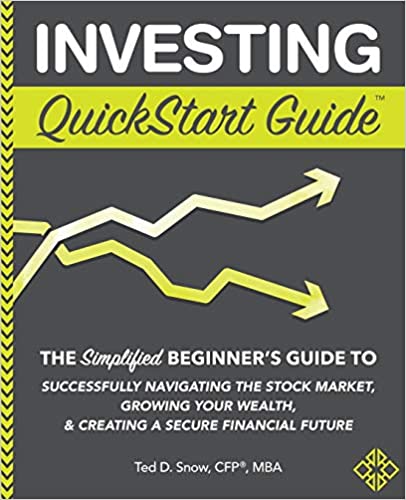 INVESTING
QuickStart Guide™
THE Simplified BEGINNER'S GUIDE TO
SUCCESSFULLY NAVIGATING THE STOCK MARKET,
GROWING YOUR WEALTH,
& CREATING A SECURE FINANCIAL FUTURE
Ted D. Snow, CFP®, MBA